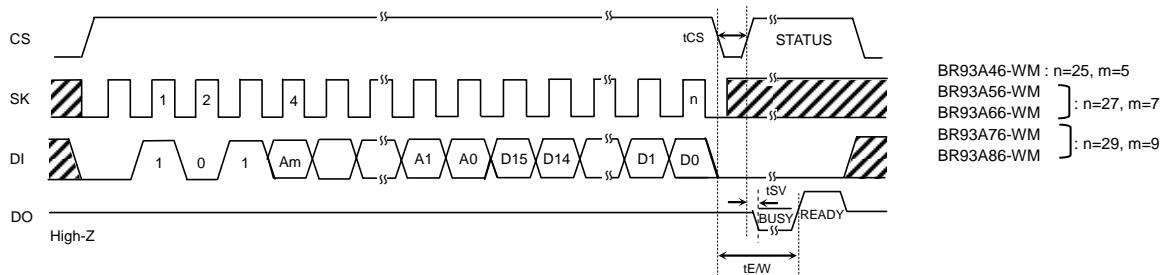 CS
tCS
STATUS
SK
1
2
4
n
DI
1
0
1
Am
A1
A0
D15
D14
D1
D0
tSV
DO
BUSY
READY
High-Z
tE/W
BR93A46-WM : n=25, m=5
BR93A56-WM
BR93A66-WM
: n=27, m=7
BR93A76-WM
BR93A86-WM
: n=29, m=9